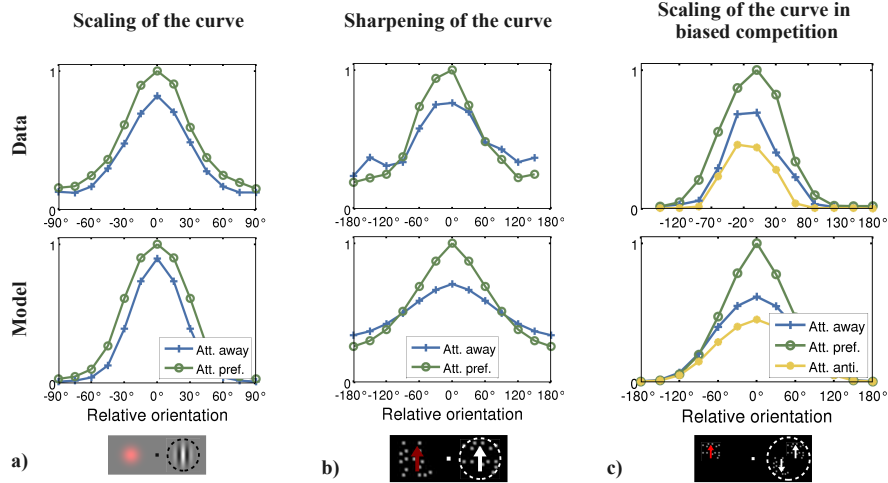 Scaling of the curve
Sharpening of the curve
Scaling of the curve in
biased competition
Data
1
0
-90° -60° -30° 0° 30° 60° 90°
1
0
-180° -120° -60° 0° 60° 120° 180°
1
0
-120° -70° -20° 30° 80° 130° 180°
Model
1
0
-90° -60° -30° 0° 30° 60° 90°
Att. away
Att. pref.
Relative orientation
1
0
-180° -120° -60° 0° 60° 120° 180°
Att. away
Att. pref.
Relative orientation
1
0
-180° -120° -60° 0° 60° 120° 180°
Att. away
Att. pref.
Att. anti.
Relative orientation
a)
b)
c)